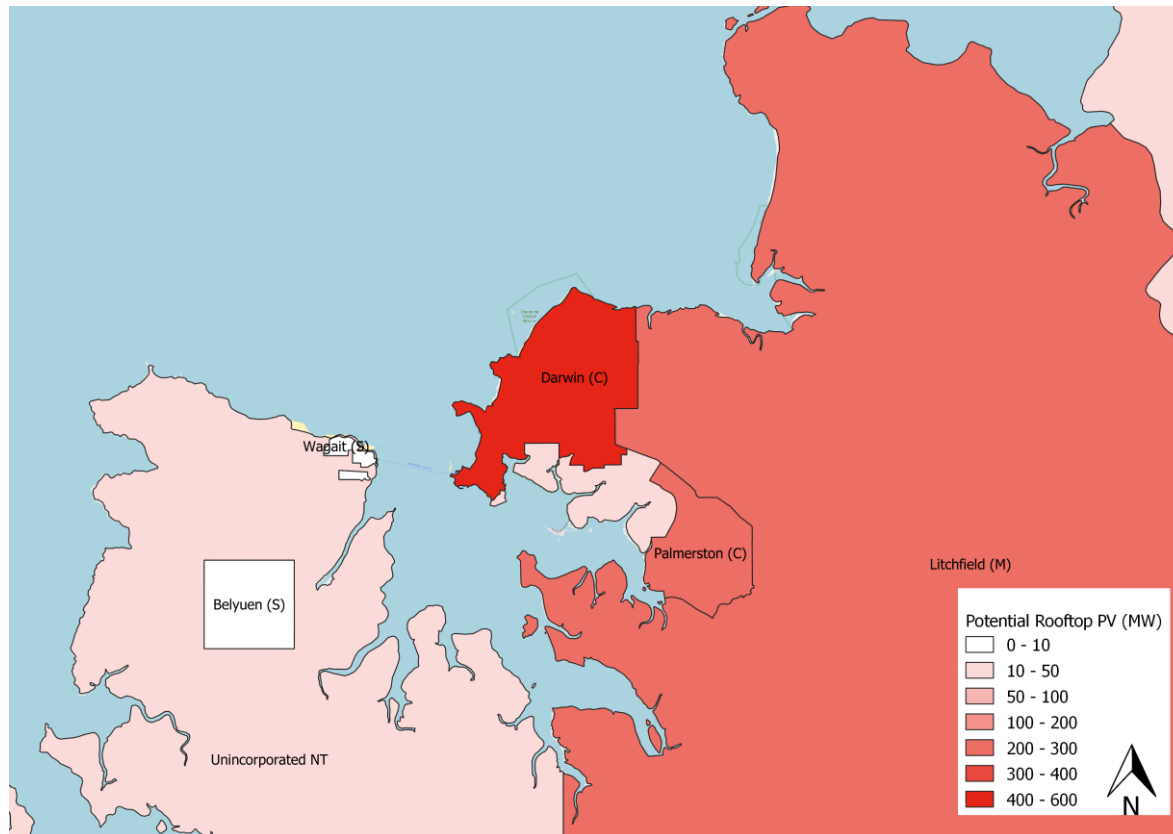 Darwin (C)
Wagait (S)
Palmerston (C)
Litchfield (M)
Belyuen (S)
Unincorporated NT
Potential Rooftop PV (MW)
0 - 10
10 - 50
50 - 100
100 - 200
200 - 300
300 - 400
400 - 600
N